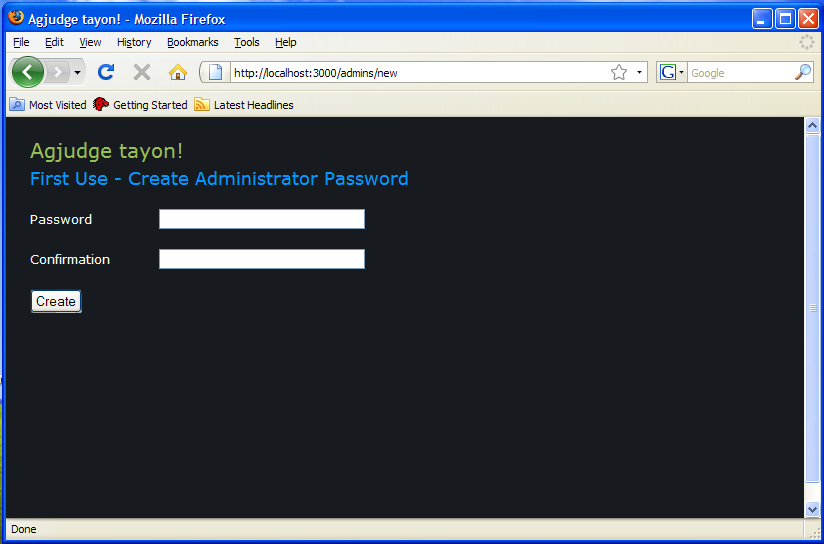 Agjudge tayon! - Mozilla Firefox
File Edit View History Bookmarks Tools Help
http://localhost:3000/admins/new
G Google
Most Visited Getting Started Latest Headlines
Agjudge tayon!
First Use - Create Administrator Password
Password
Confirmation
Create
Done